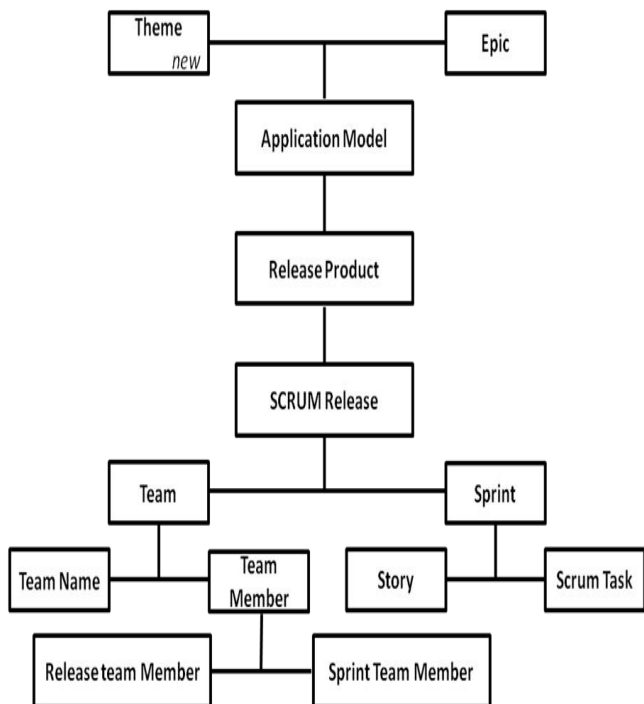 Theme
new
Epic
Application Model
Release Product
SCRUM Release
Team
Sprint
Team Name
Team
Member
Story
Scrum Task
Release team Member
Sprint Team Member